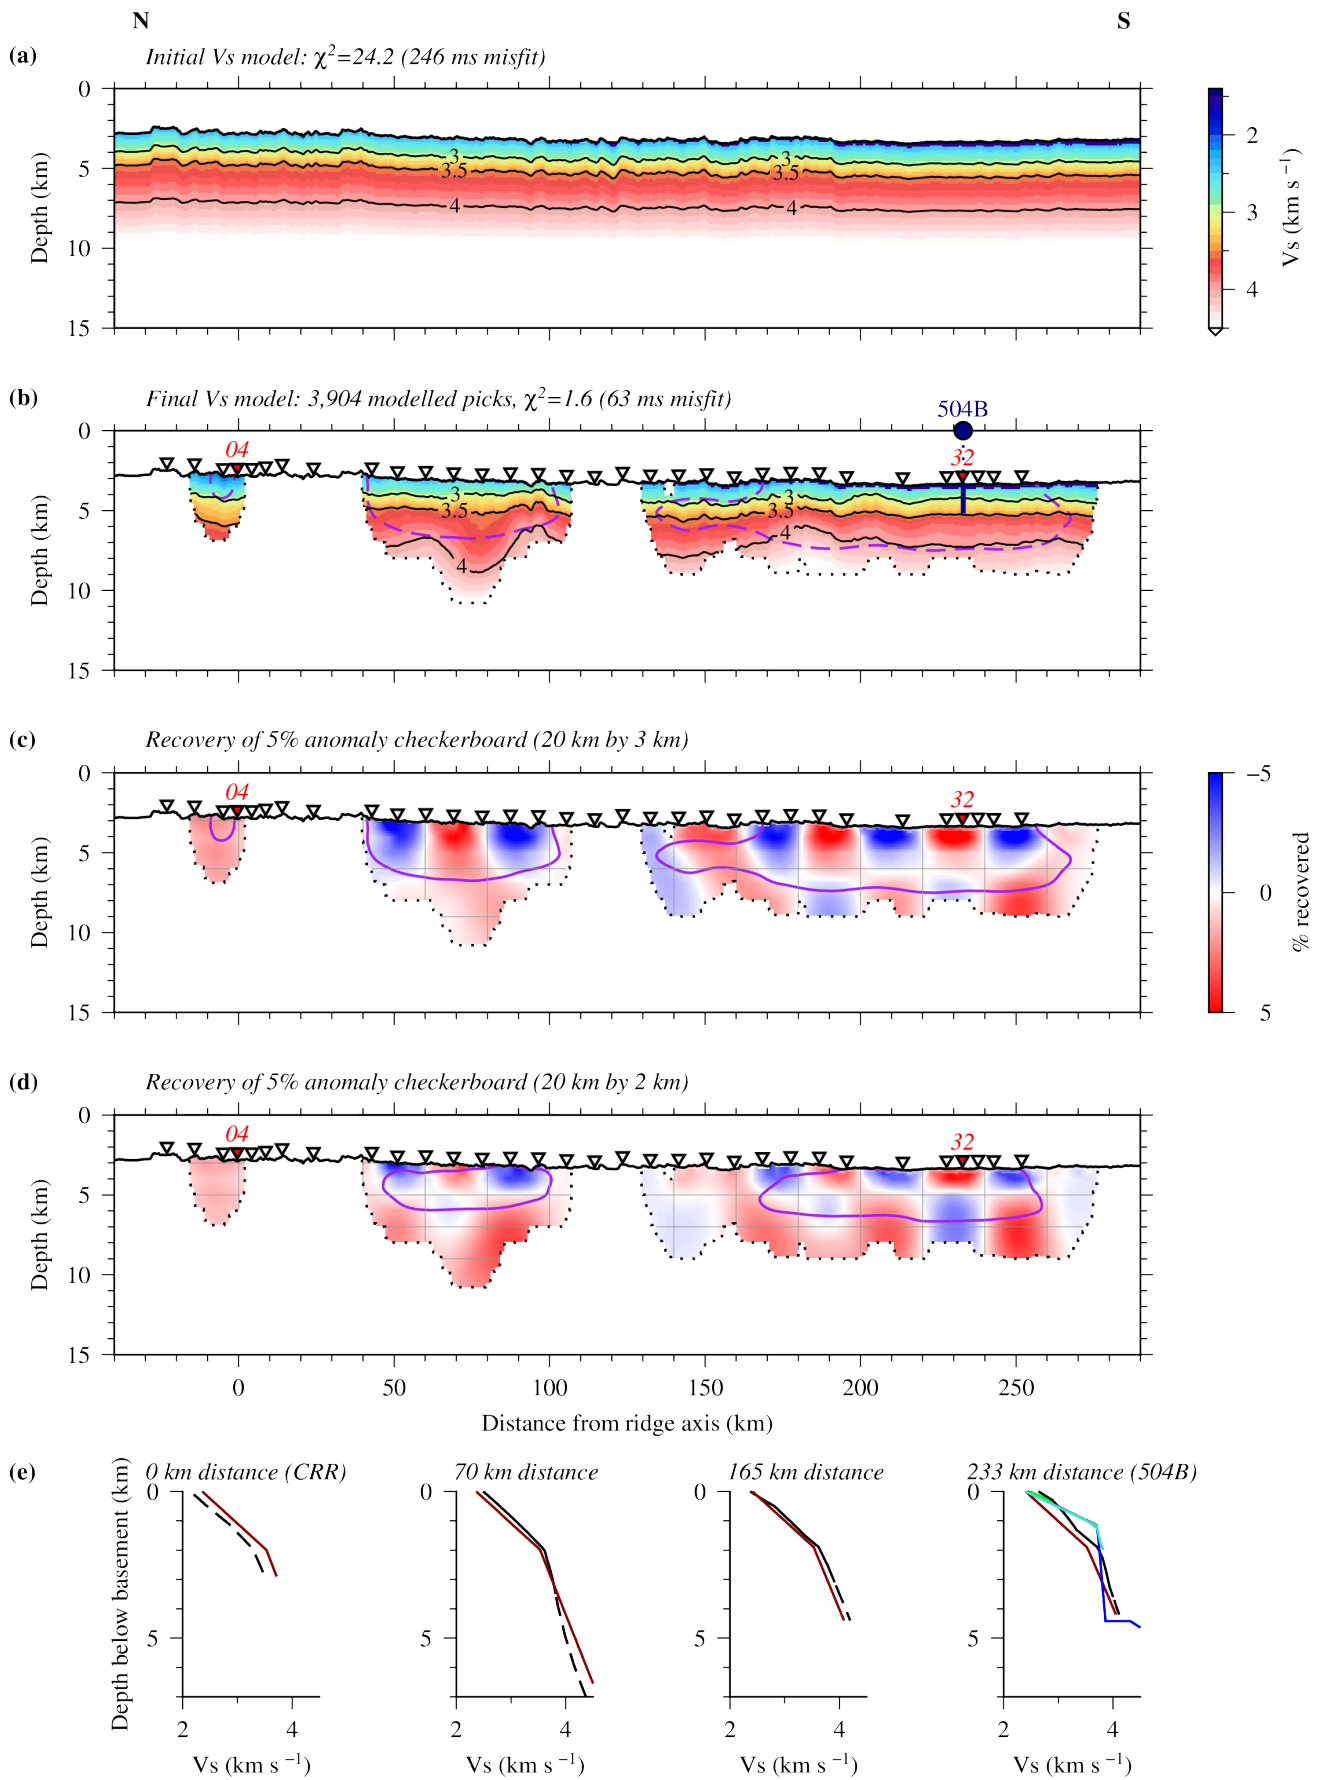 N S
(a) Initial Vs model: χ²=24.2 (246 ms misfit)
0
5
10
15
Depth (km)
3 3
3.5 3.5
4 4
2
3
4
Vs (km s⁻¹)
(b) Final Vs model: 3,904 modelled picks, χ²=1.6 (63 ms misfit)
504B
04 32
0
5
10
15
Depth (km)
3 3
3.5 3.5
4 4
(c) Recovery of 5% anomaly checkerboard (20 km by 3 km)
04 32
0
5
10
15
Depth (km)
−5
0
5
% recovered
(d) Recovery of 5% anomaly checkerboard (20 km by 2 km)
04 32
0
5
10
15
Depth (km)
0 50 100 150 200 250
Distance from ridge axis (km)
(e) 0 km distance (CRR) 70 km distance 165 km distance 233 km distance (504B)
Depth below basement (km)
0 0 0 0
5 5 5 5
2 4 2 4 2 4 2 4
Vs (km s⁻¹) Vs (km s⁻¹) Vs (km s⁻¹) Vs (km s⁻¹)